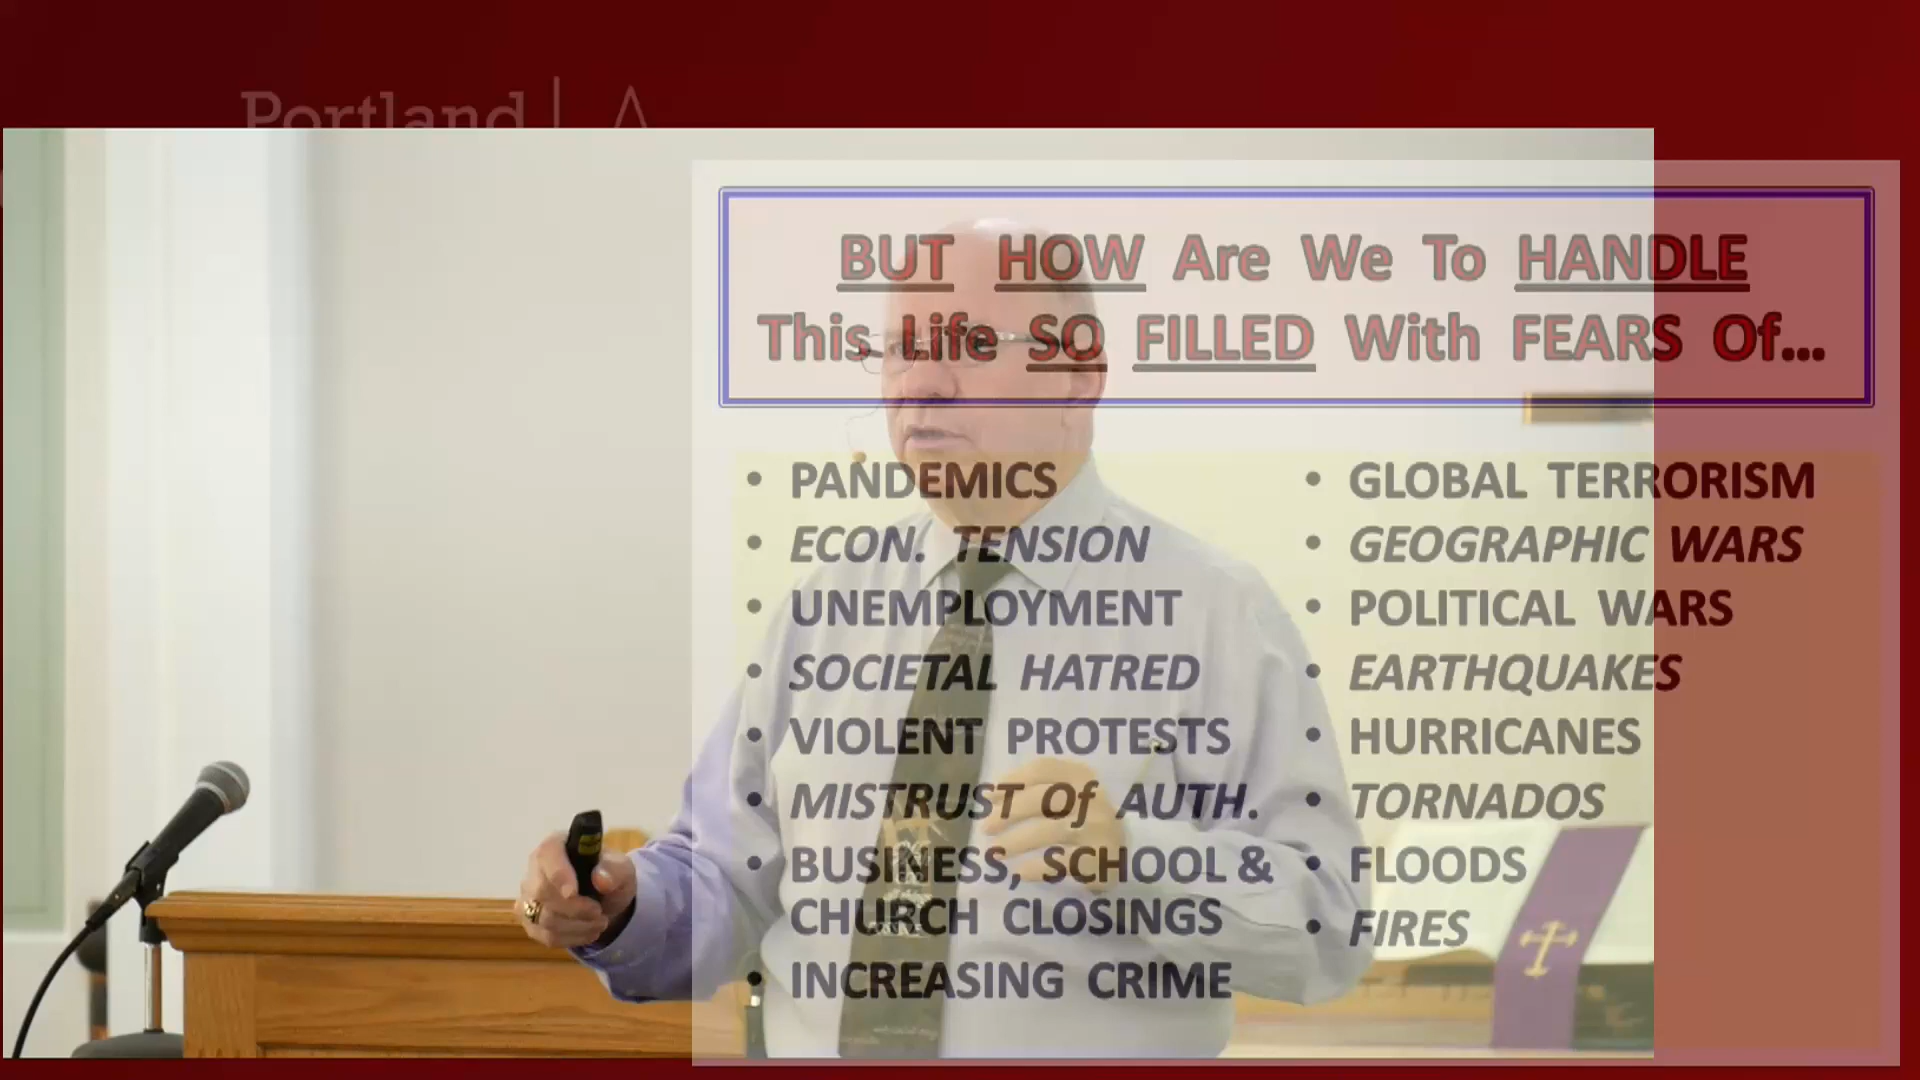 Portland
BUT HOW Are We To HANDLE
This Life SO FILLED With FEARS Of...
• PANDEMICS
• ECON. TENSION
• UNEMPLOYMENT
• SOCIETAL HATRED
• VIOLENT PROTESTS
• MISTRUST Of AUTH.
• BUSINESS, SCHOOL &
CHURCH CLOSINGS
• INCREASING CRIME
• GLOBAL TERRORISM
• GEOGRAPHIC WARS
• POLITICAL WARS
• EARTHQUAKES
• HURRICANES
• TORNADOS
• FLOODS
• FIRES